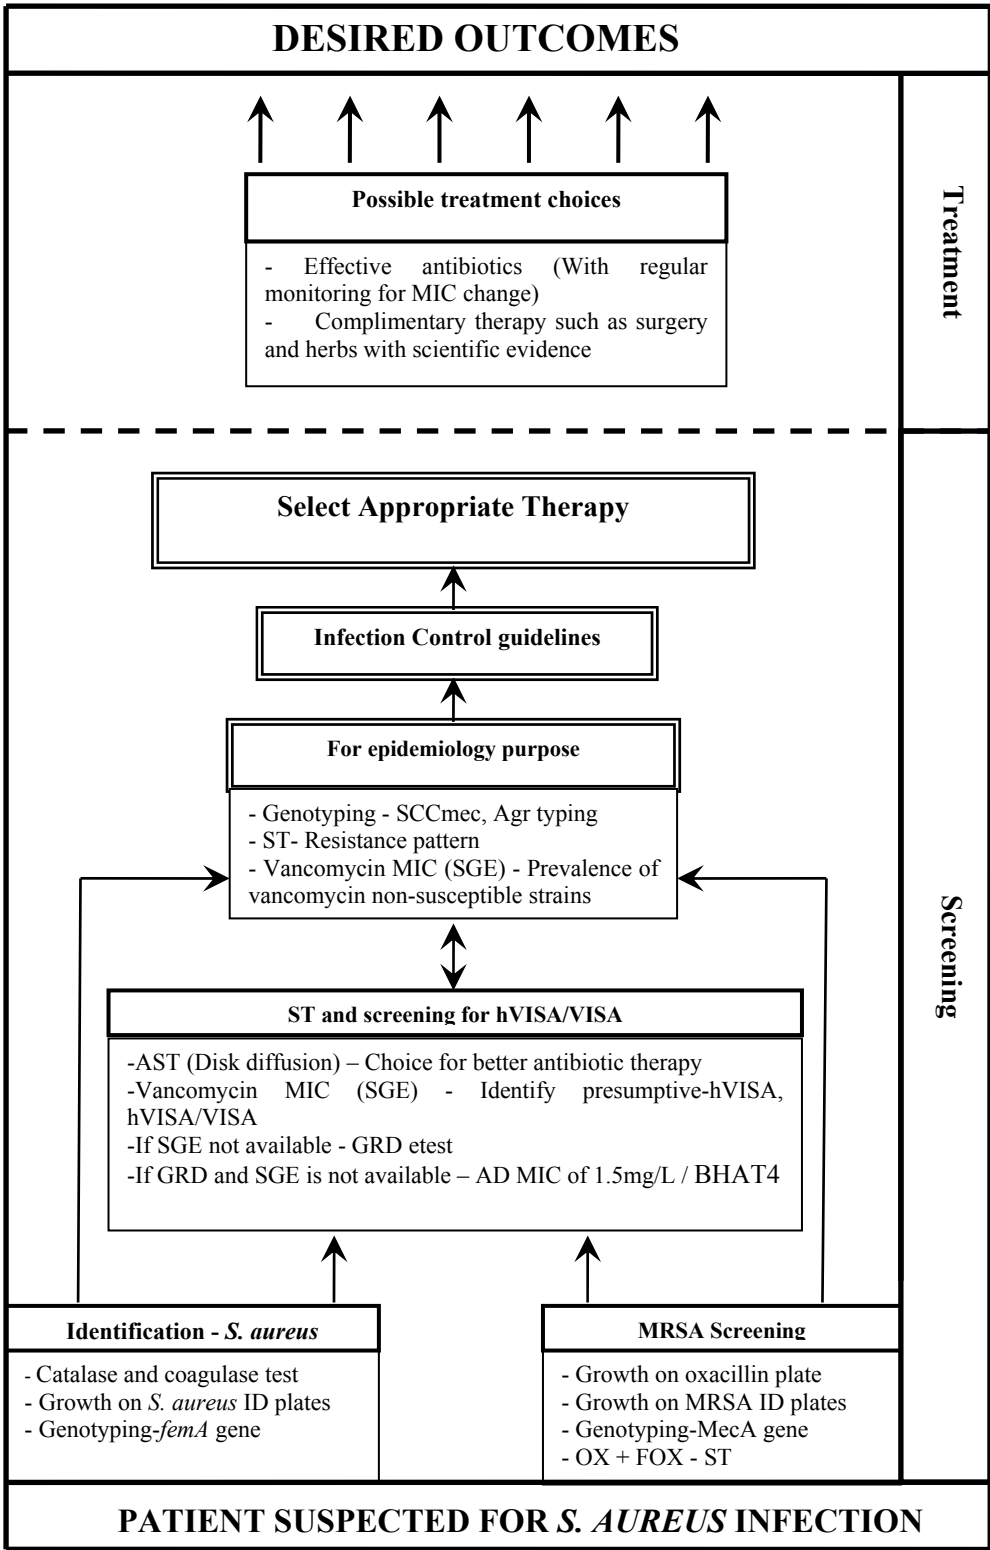 DESIRED OUTCOMES
Possible treatment choices
- Effective antibiotics (With regular
monitoring for MIC change)
- Complimentary therapy such as surgery
and herbs with scientific evidence
Treatment
Select Appropriate Therapy
Infection Control guidelines
For epidemiology purpose
- Genotyping - SCCmec, Agr typing
- ST- Resistance pattern
- Vancomycin MIC (SGE) - Prevalence of
vancomycin non-susceptible strains
Screening
ST and screening for hVISA/VISA
-AST (Disk diffusion) – Choice for better antibiotic therapy
-Vancomycin MIC (SGE) - Identify presumptive-hVISA,
hVISA/VISA
-If SGE not available - GRD etest
-If GRD and SGE is not available – AD MIC of 1.5mg/L / BHAT4
Identification - S. aureus
- Catalase and coagulase test
- Growth on S. aureus ID plates
- Genotyping-femA gene
MRSA Screening
- Growth on oxacillin plate
- Growth on MRSA ID plates
- Genotyping-MecA gene
- OX + FOX - ST
PATIENT SUSPECTED FOR S. AUREUS INFECTION